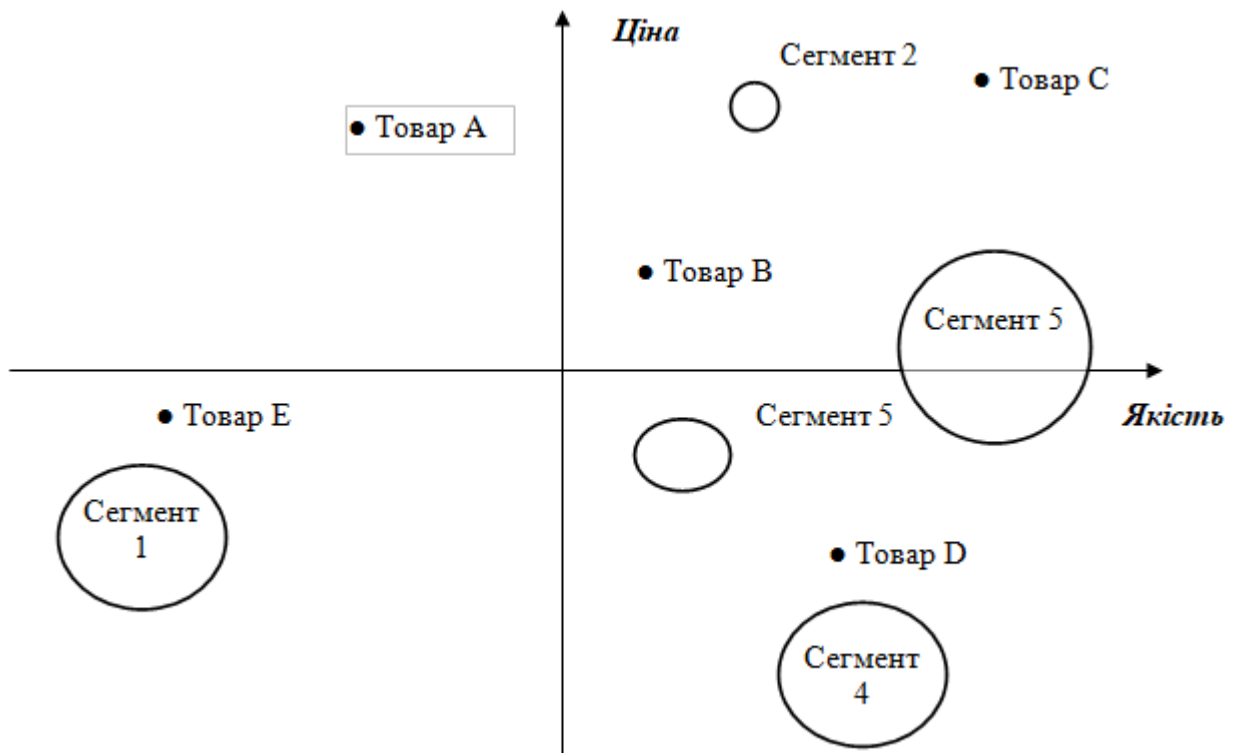 Ціна
Сегмент 2
● Товар C
● Товар A
● Товар B
Сегмент 5
● Товар E
Сегмент 5
Якість
Сегмент
1
● Товар D
Сегмент
4